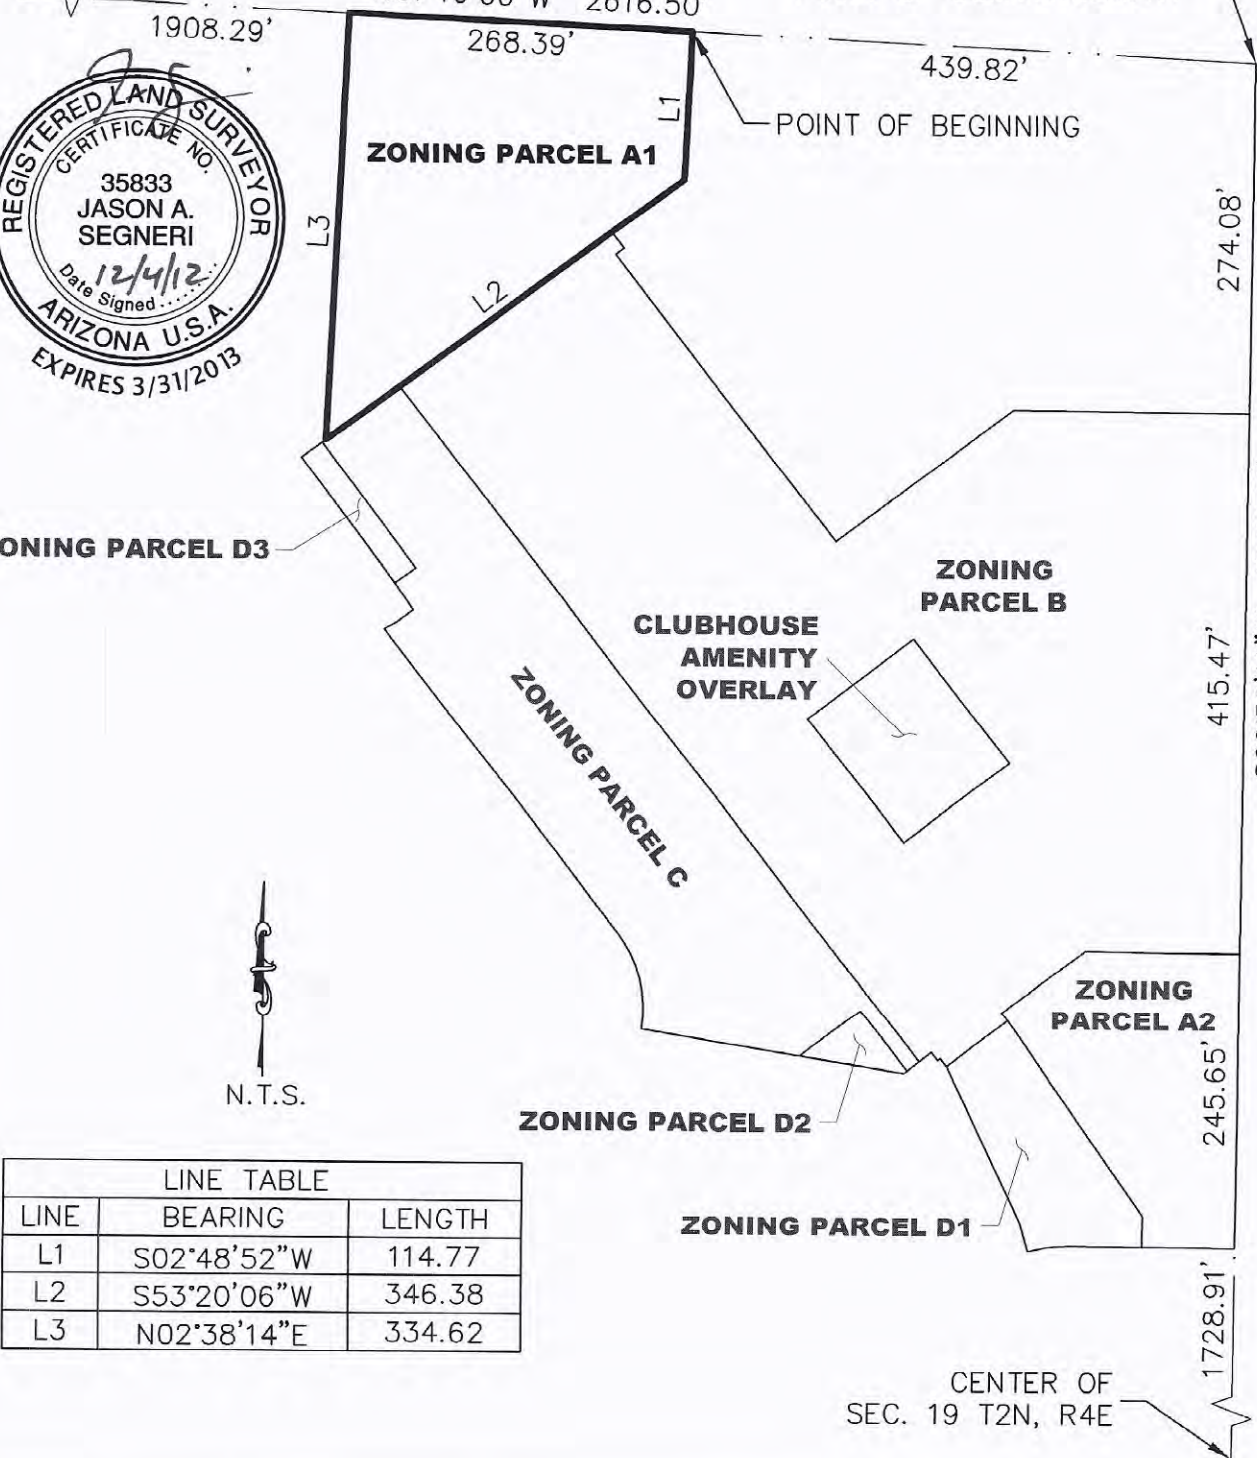 2616.50'
1908.29'
268.39'
439.82'
L1
POINT OF BEGINNING
ZONING PARCEL A1
REGISTERED LAND SURVEYOR
CERTIFICATE NO.
35833
JASON A.
SEGNERI
12/4/12
Date Signed
ARIZONA U.S.A.
EXPIRES 3/31/2013
L3
L2
274.08'
ONING PARCEL D3
ZONING
PARCEL B
CLUBHOUSE
AMENITY
OVERLAY
415.47'
ZONING PARCEL C
ZONING
PARCEL A2
245.65'
N.T.S.
ZONING PARCEL D2
ZONING PARCEL D1
LINE TABLE
LINE BEARING LENGTH
L1 S02°48'52"W 114.77
L2 S53°20'06"W 346.38
L3 N02°38'14"E 334.62
1728.91'
CENTER OF
SEC. 19 T2N, R4E